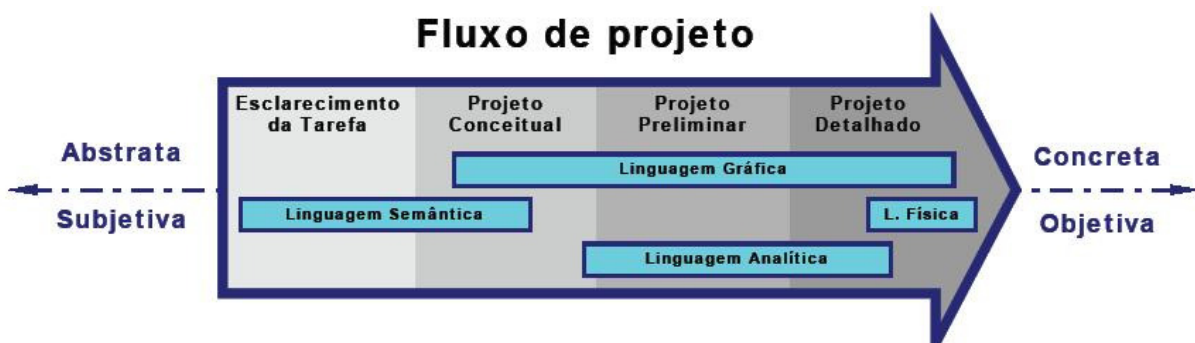 Fluxo de projeto
Esclarecimento
da Tarefa
Projeto
Conceitual
Projeto
Preliminar
Projeto
Detalhado
Abstrata
Subjetiva
Linguagem Gráfica
Linguagem Semântica
L. Física
Linguagem Analítica
Concreta
Objetiva